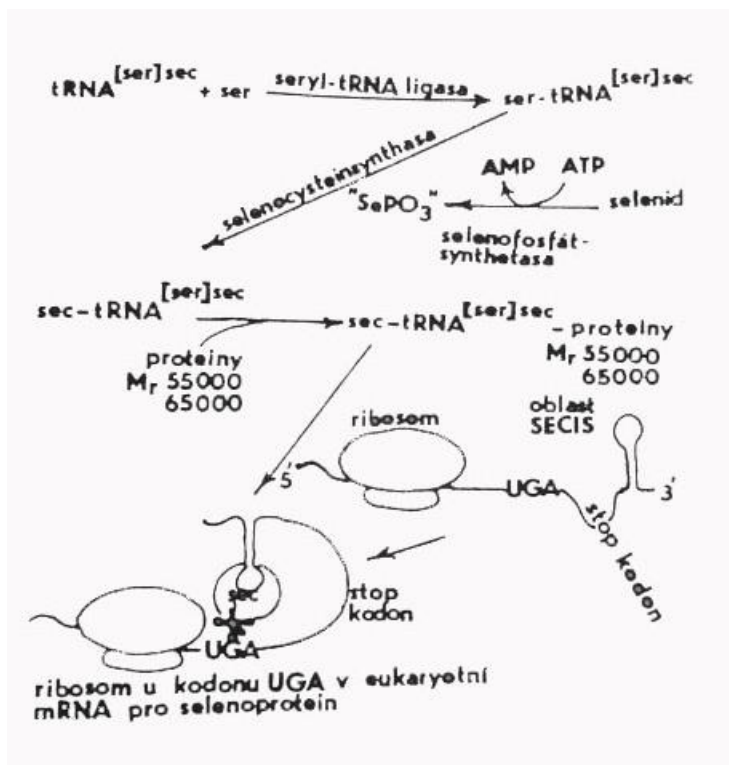 tRNA[ser]sec + ser seryl-tRNA ligasa ser-tRNA[ser]sec
selenocysteinsynthasa
AMP ATP
"SePO3" selenid
selenofosfát-
synthetasa
sec-tRNA[ser]sec sec-tRNA[ser]sec - proteiny
Mr 55000
65000
proteiny
Mr 55000
65000
oblast
SECIS
ribosom
5' UGA 3'
stop kodon
sec
stop
kodon
UGA
ribosom u kodonu UGA v eukaryotní
mRNA pro selenoprotein